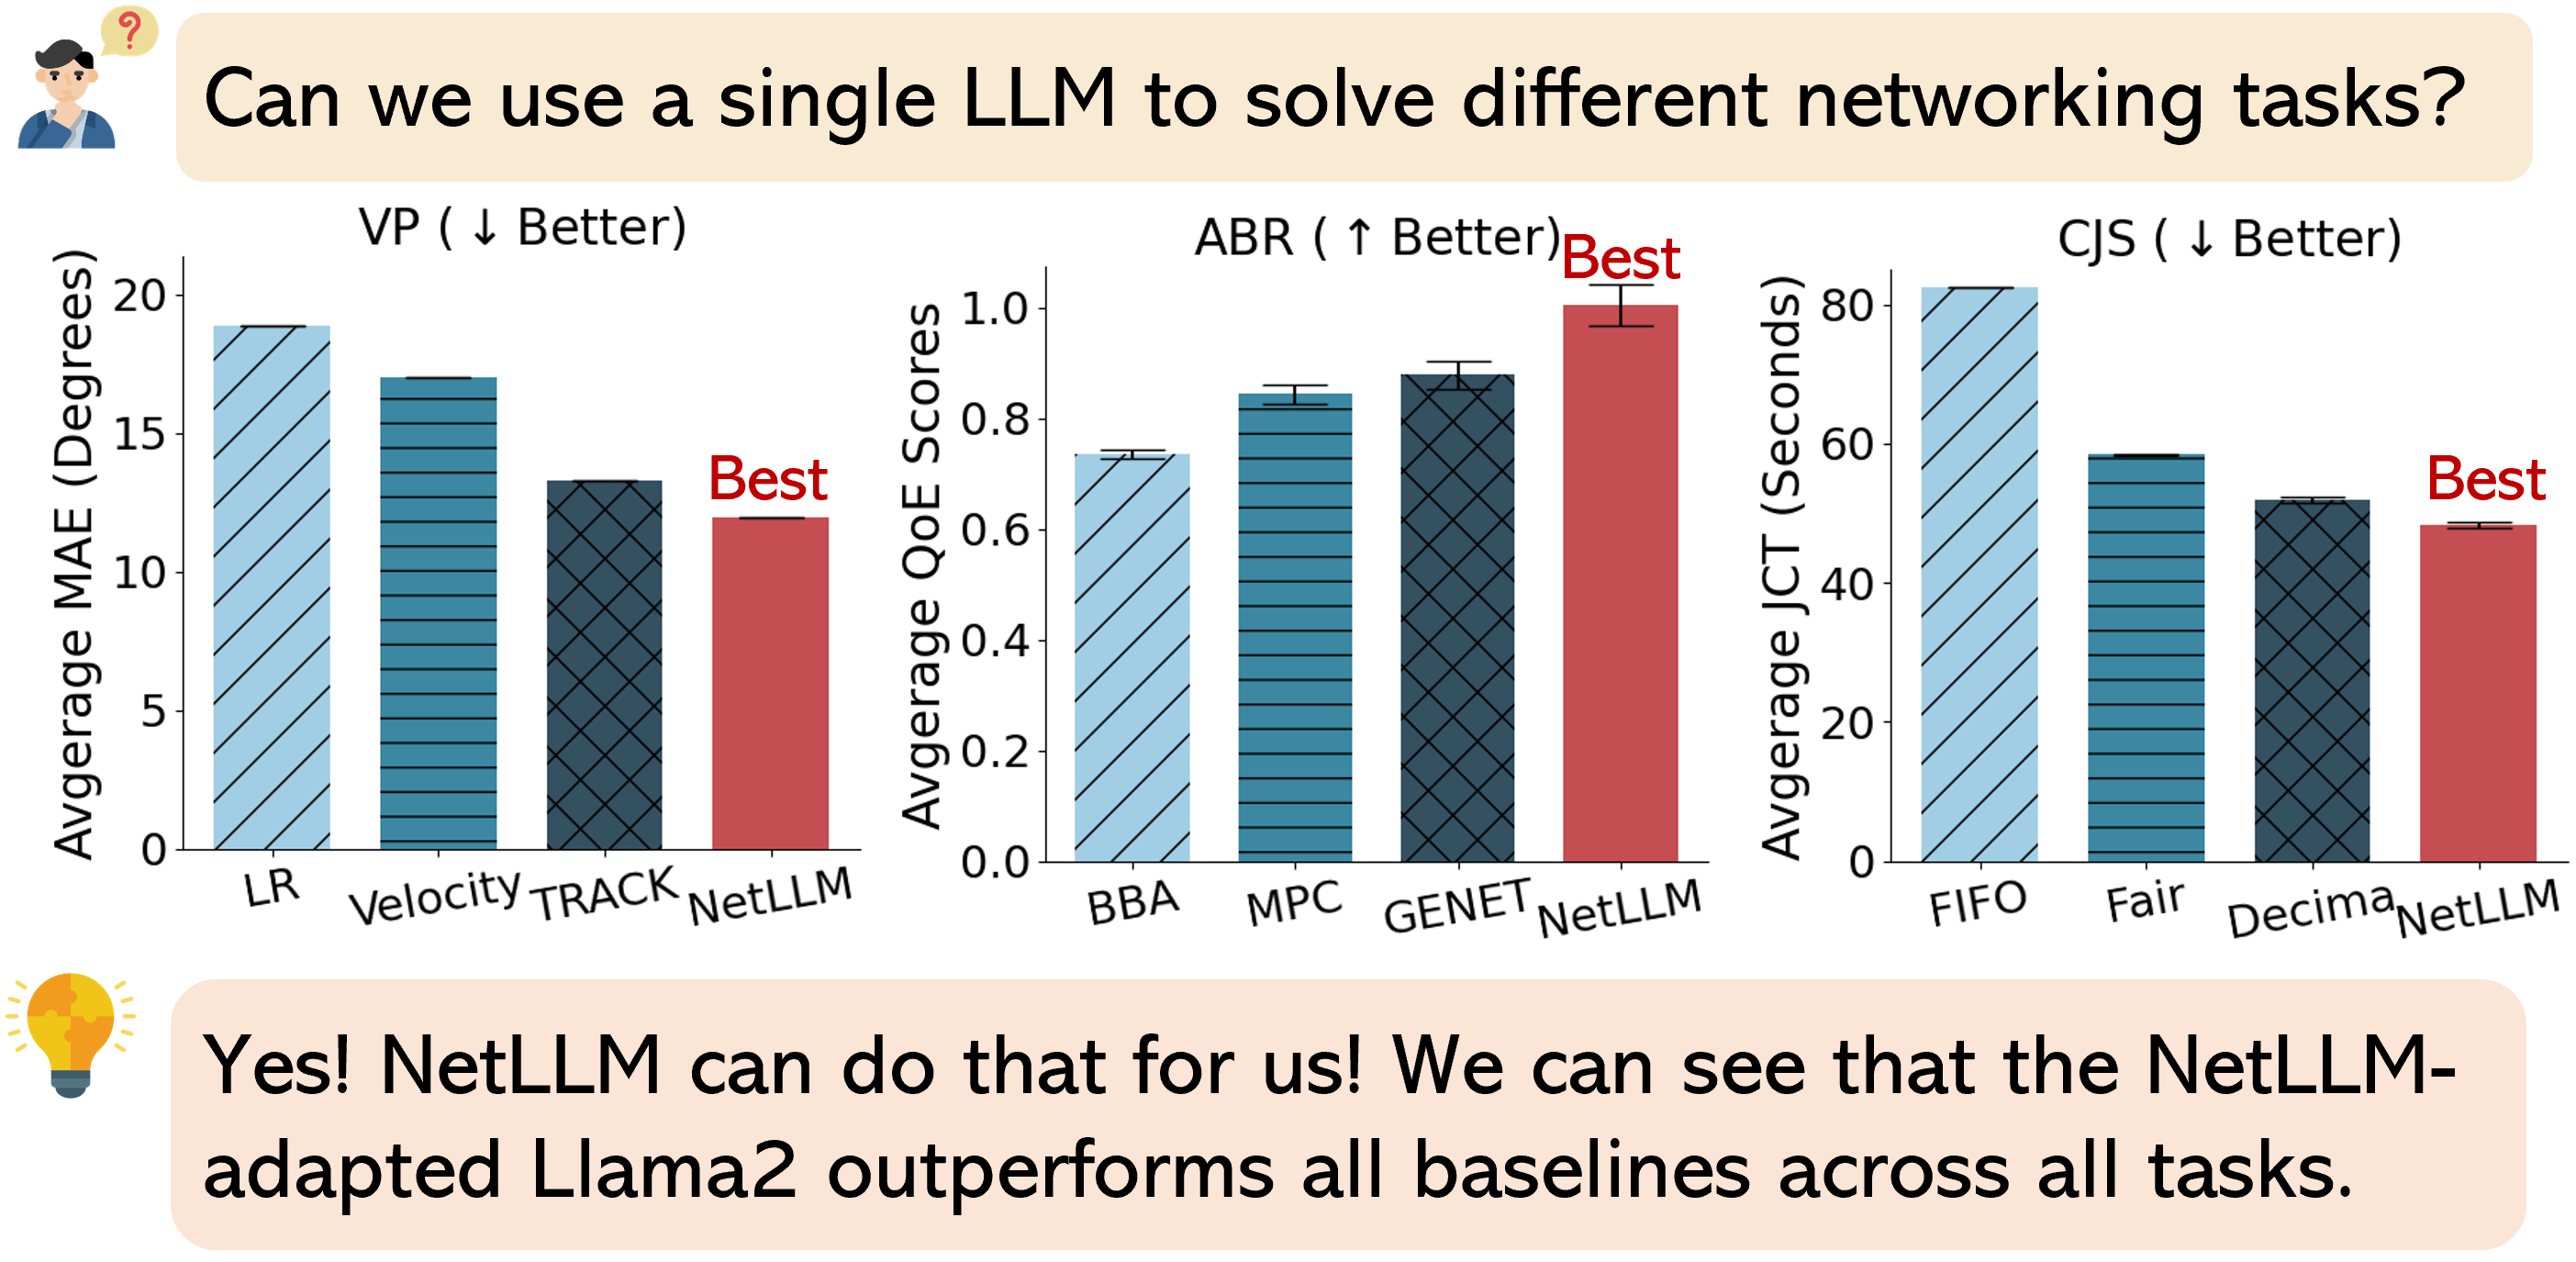 ?
Can we use a single LLM to solve different networking tasks?
VP ( ↓ Better)
Avgerage MAE (Degrees)
20
15
10
5
0
Best
LR
Velocity
TRACK
NetLLM
ABR ( ↑ Better)
Avgerage QoE Scores
1.0
0.8
0.6
0.4
0.2
0.0
Best
BBA
MPC
GENET
NetLLM
CJS ( ↓ Better)
Avgerage JCT (Seconds)
80
60
40
20
0
Best
FIFO
Fair
Decima
NetLLM
Yes! NetLLM can do that for us! We can see that the NetLLM-
adapted Llama2 outperforms all baselines across all tasks.